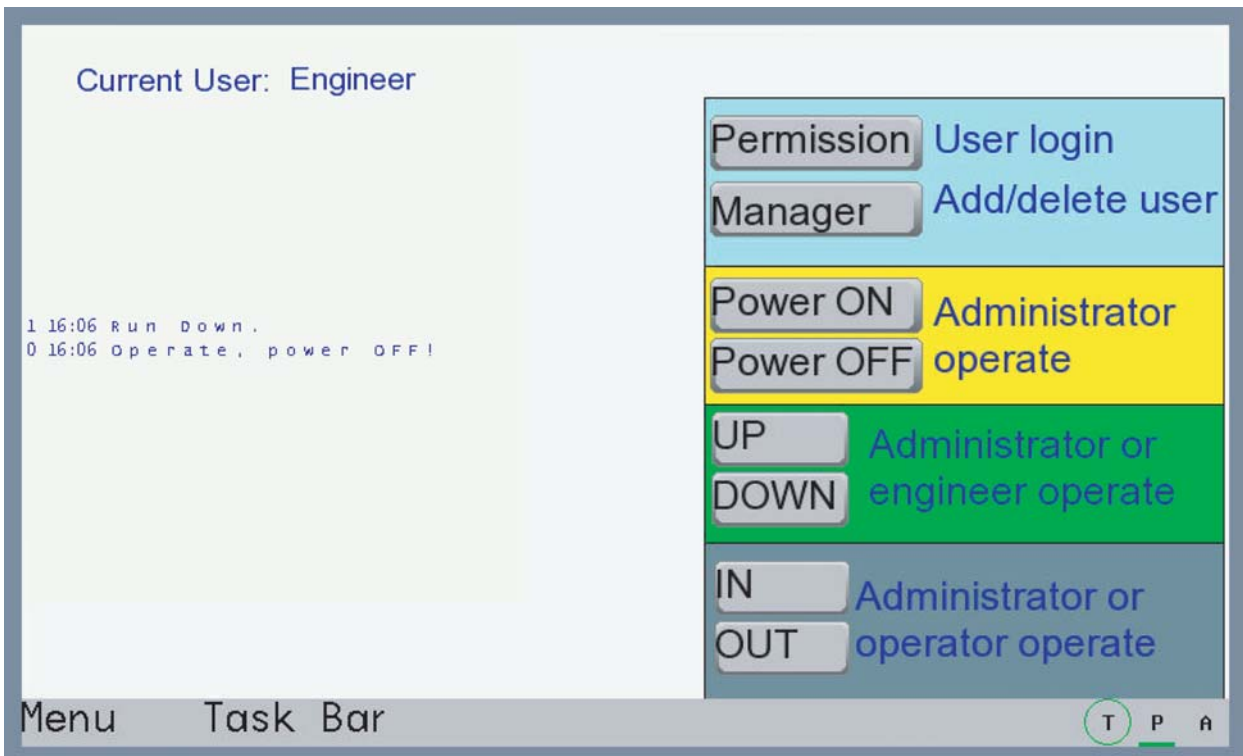 Current User: Engineer
1 16:06 Run Down.
0 16:06 Operate, power OFF!
Permission User login
Manager Add/delete user
Power ON
Power OFF
Administrator
operate
UP
DOWN
Administrator or
engineer operate
IN
OUT
Administrator or
operator operate
Menu Task Bar
T P A